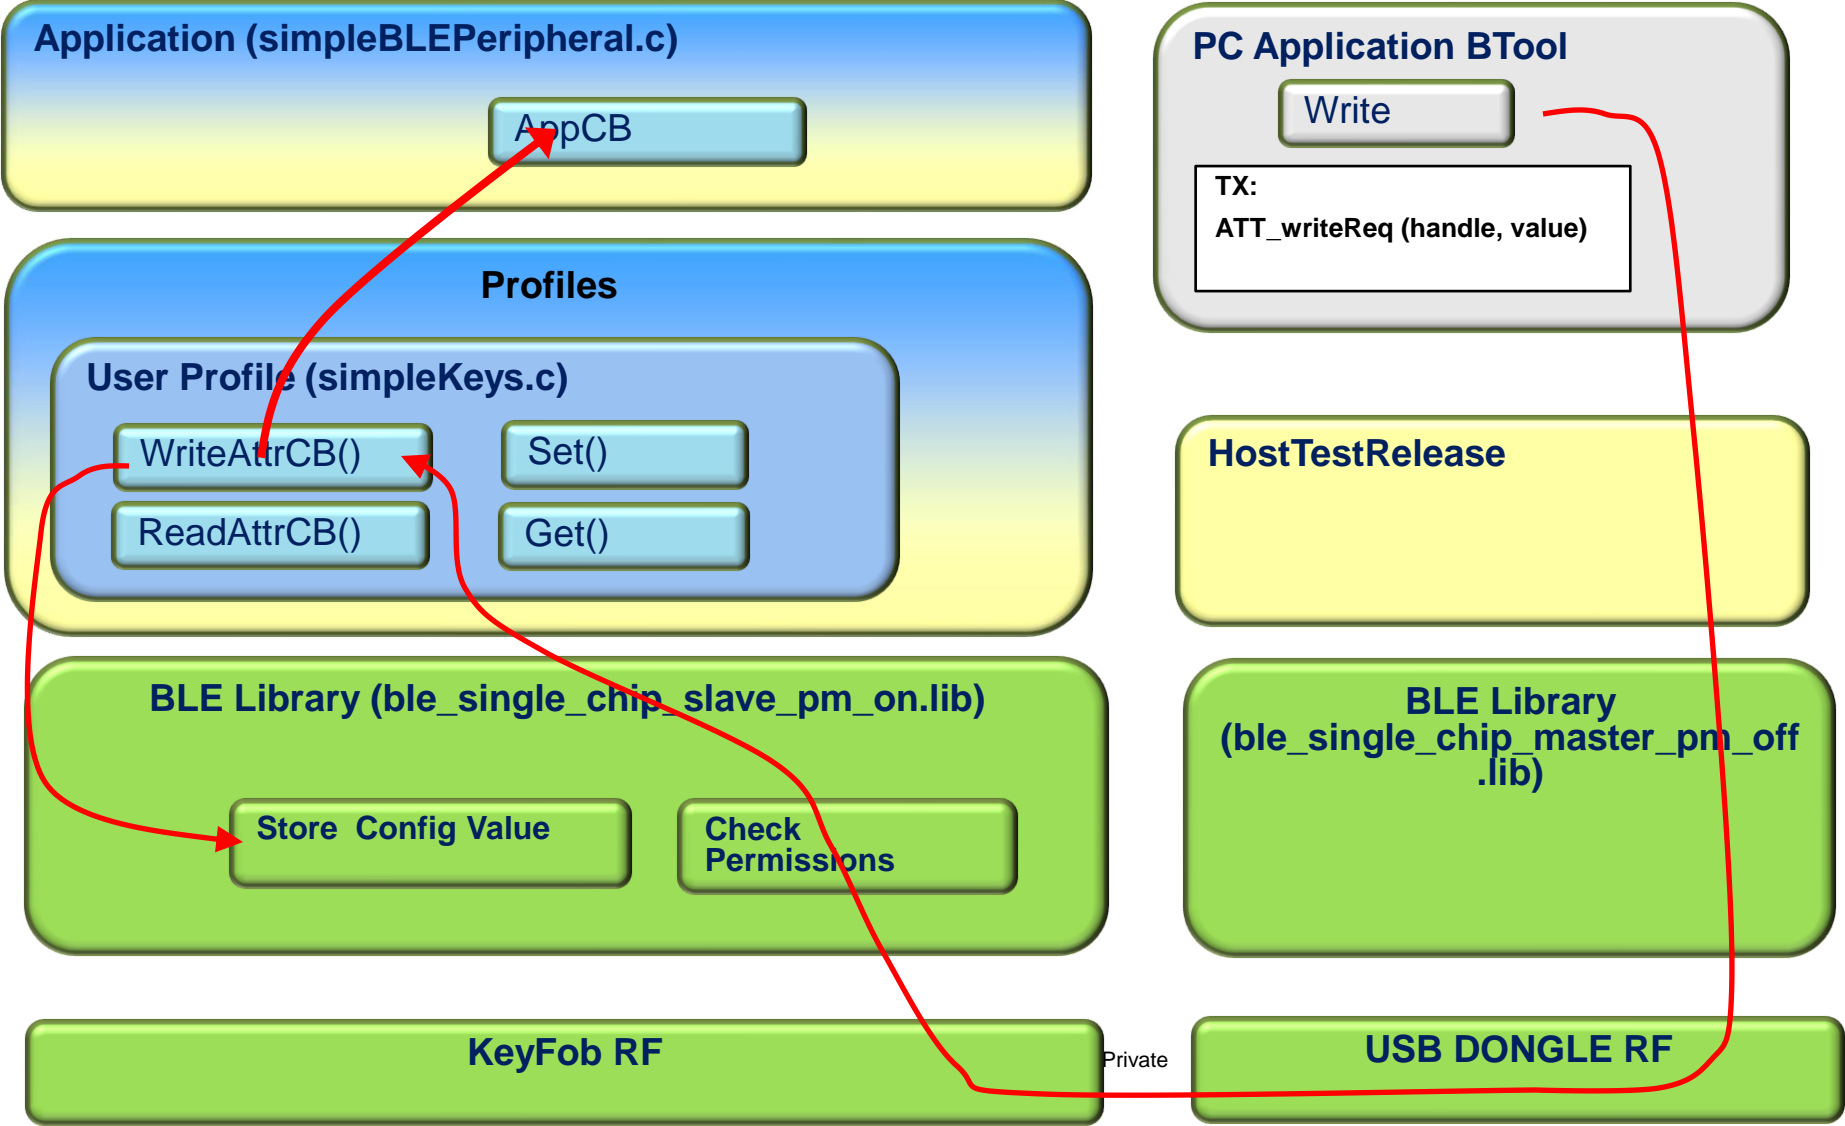 Application (simpleBLEPeripheral.c)
AppCB
Profiles
User Profile (simpleKeys.c)
WriteAttrCB()
Set()
ReadAttrCB()
Get()
BLE Library (ble_single_chip_slave_pm_on.lib)
Store Config Value
Check
Permissions
KeyFob RF
Private
PC Application BTool
Write
TX:
ATT_writeReq (handle, value)
HostTestRelease
BLE Library
(ble_single_chip_master_pm_off
.lib)
USB DONGLE RF